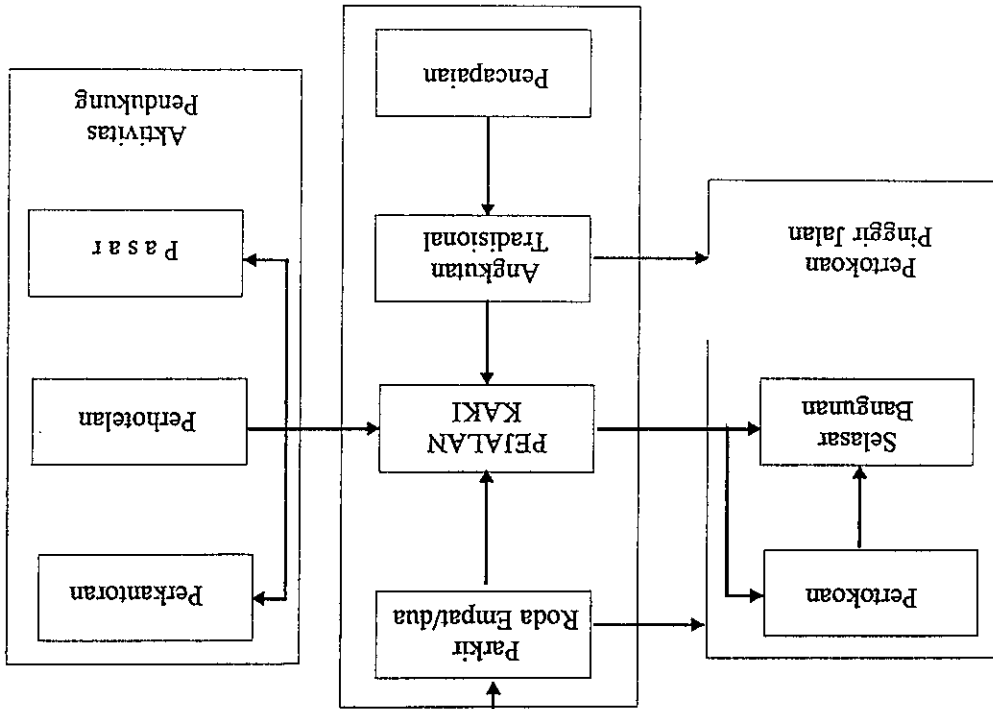 Pertokoan
Selasar
Bangunan
Pertokoan
Pinggir Jalan
Parkir
Roda Empat/dua
PEJALAN
KAKI
Angkutan
Tradisional
Pencapaian
Perkantoran
Perhotelan
P a s a r
Aktivitas
Pendukung